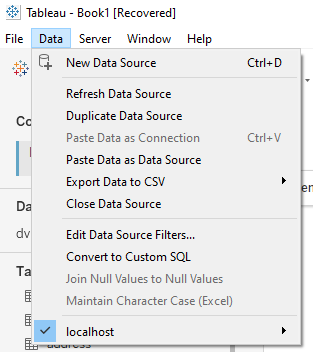 Tableau - Book1 [Recovered]
File Data Server Window Help
New Data Source Ctrl+D
Refresh Data Source
Duplicate Data Source
Paste Data as Connection Ctrl+V
Paste Data as Data Source
Export Data to CSV
Close Data Source
Edit Data Source Filters...
Convert to Custom SQL
Join Null Values to Null Values
Maintain Character Case (Excel)
localhost
Co
Da
dv
Ta
address